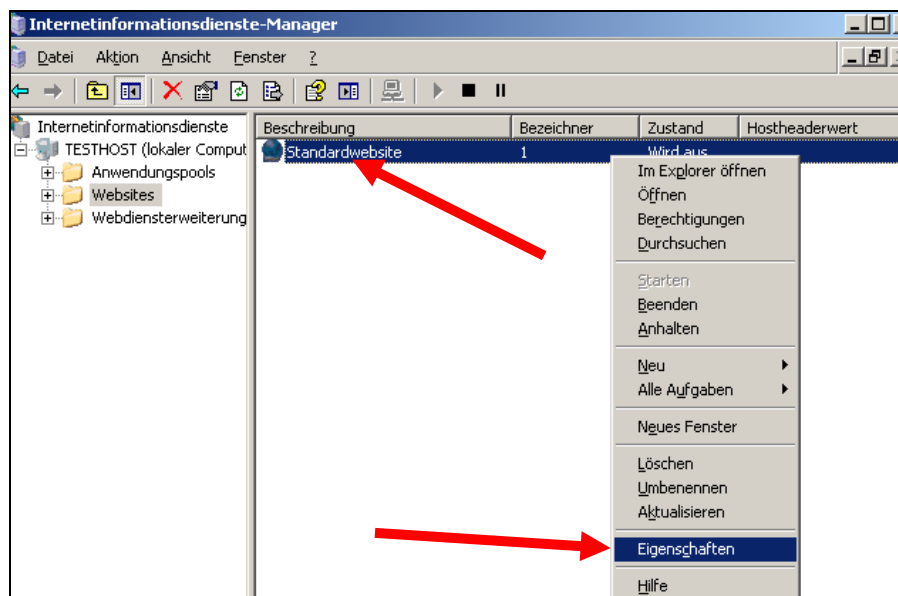 Internetinformationsdienste-Manager
Datei Aktion Ansicht Fenster ?
Internetinformationsdienste
TESTHOST (lokaler Comput
Anwendungspools
Websites
Webdiensterweiterung
Beschreibung Bezeichner Zustand Hostheaderwert
Standardwebsite 1 Wird aus
Im Explorer öffnen
Öffnen
Berechtigungen
Durchsuchen
Starten
Beenden
Anhalten
Neu
Alle Aufgaben
Neues Fenster
Löschen
Umbenennen
Aktualisieren
Eigenschaften
Hilfe